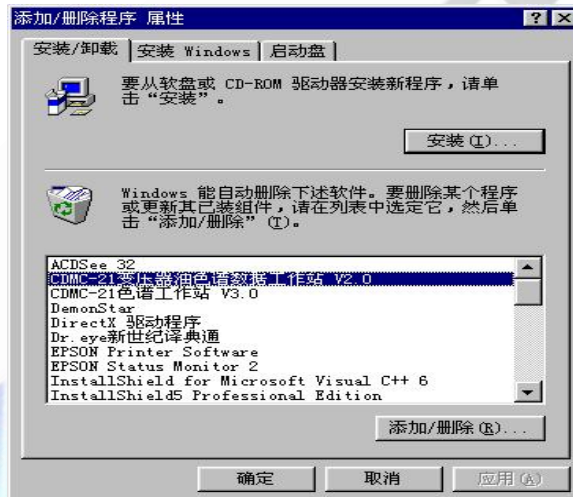 添加/删除程序 属性
安装/卸载
安装 Windows
启动盘
要从软盘或 CD-ROM 驱动器安装新程序，请单
击“安装”。
安装(I)...
Windows 能自动删除下述软件。要删除某个程序
或更新其已装组件，请在列表中选定它，然后单
击“添加/删除”(T)。
ACDSee 32
CDMC-21变压器油色谱数据工作站 V2.0
CDMC-21色谱工作站 V3.0
DemonStar
DirectX 驱动程序
Dr.eye新世纪译典通
EPSON Printer Software
EPSON Status Monitor 2
InstallShield for Microsoft Visual C++ 6
InstallShield5 Professional Edition
添加/删除(R)...
确定
取消
应用(A)